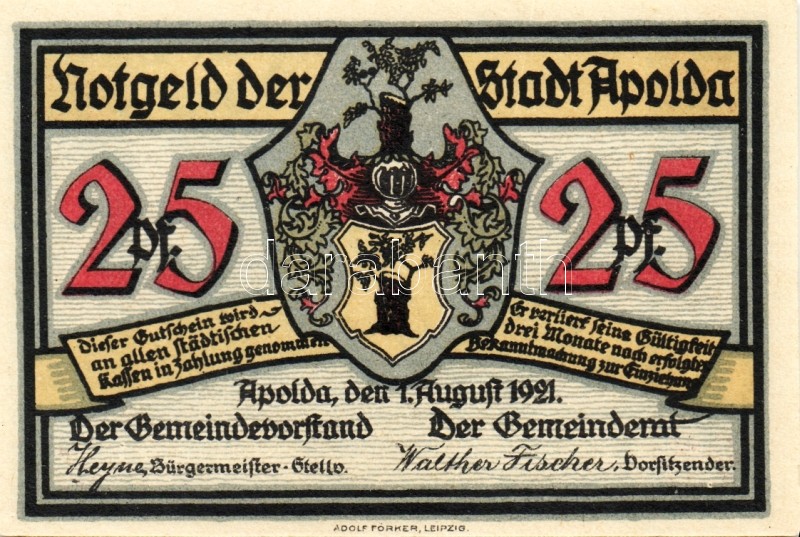 Notgeld der Stadt Apolda
25 Pf. 25 Pf.
darabanth
Dieser Gutschein wird
an allen städtischen
Kassen in Zahlung genommen
Er verliert seine Gültigkeit
drei Monate nach erfolgter
Bekanntmachung zur Einziehung
Apolda, den 1. August 1921.
Der Gemeindevorstand Der Gemeinderat
Heyne, Bürgermeister-Stellv. Walther Fischer, Vorsitzender.
ADOLF FÖRKER, LEIPZIG.